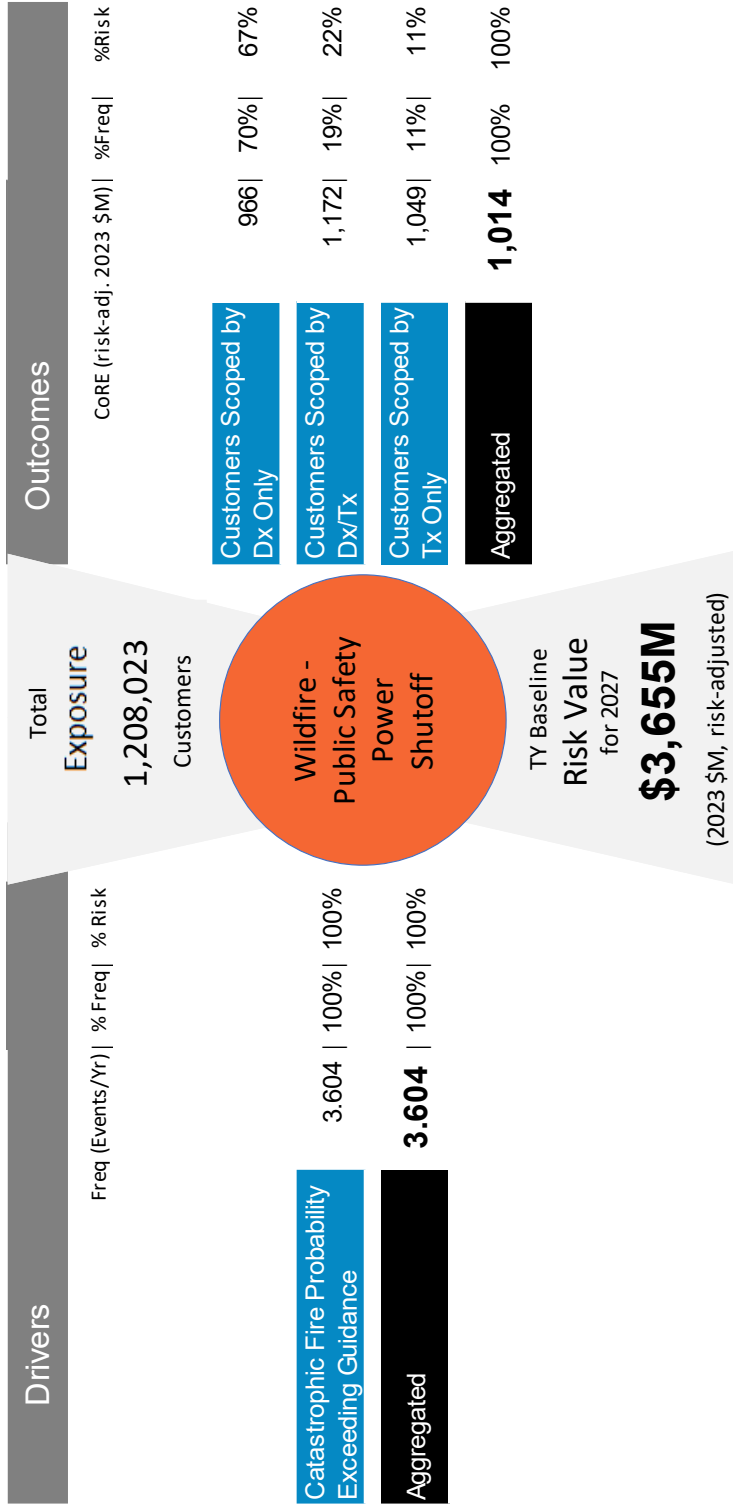 Drivers
Freq (Events/Yr)| % Freq| % Risk
Catastrophic Fire Probability
Exceeding Guidance
3.604 | 100%| 100%
Aggregated
3.604 | 100%| 100%
Total
Exposure
1,208,023
Customers
Wildfire -
Public Safety
Power
Shutoff
TY Baseline
Risk Value
for 2027
$3,655M
(2023 $M, risk-adjusted)
Outcomes
CoRE (risk-adj. 2023 $M)| %Freq| %Risk
Customers Scoped by
Dx Only
966| 70%| 67%
Customers Scoped by
Dx/Tx
1,172| 19%| 22%
Customers Scoped by
Tx Only
1,049| 11%| 11%
Aggregated
1,014 100% 100%